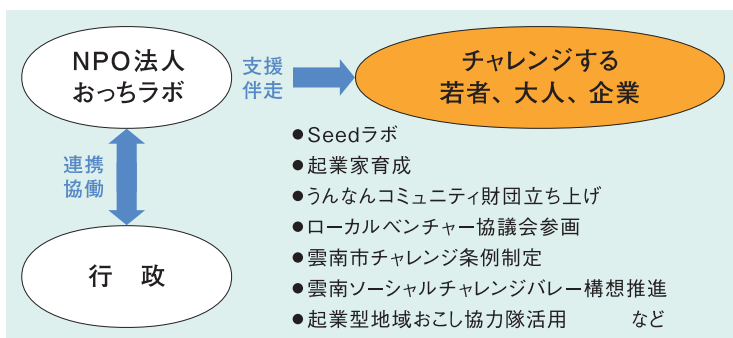 NPO法人
おっちラボ
支援
伴走
チャレンジする
若者、大人、企業
連携
協働
行　政
●Seedラボ
●起業家育成
●うんなんコミュニティ財団立ち上げ
●ローカルベンチャー協議会参画
●雲南市チャレンジ条例制定
●雲南ソーシャルチャレンジバレー構想推進
●起業型地域おこし協力隊活用　　　など